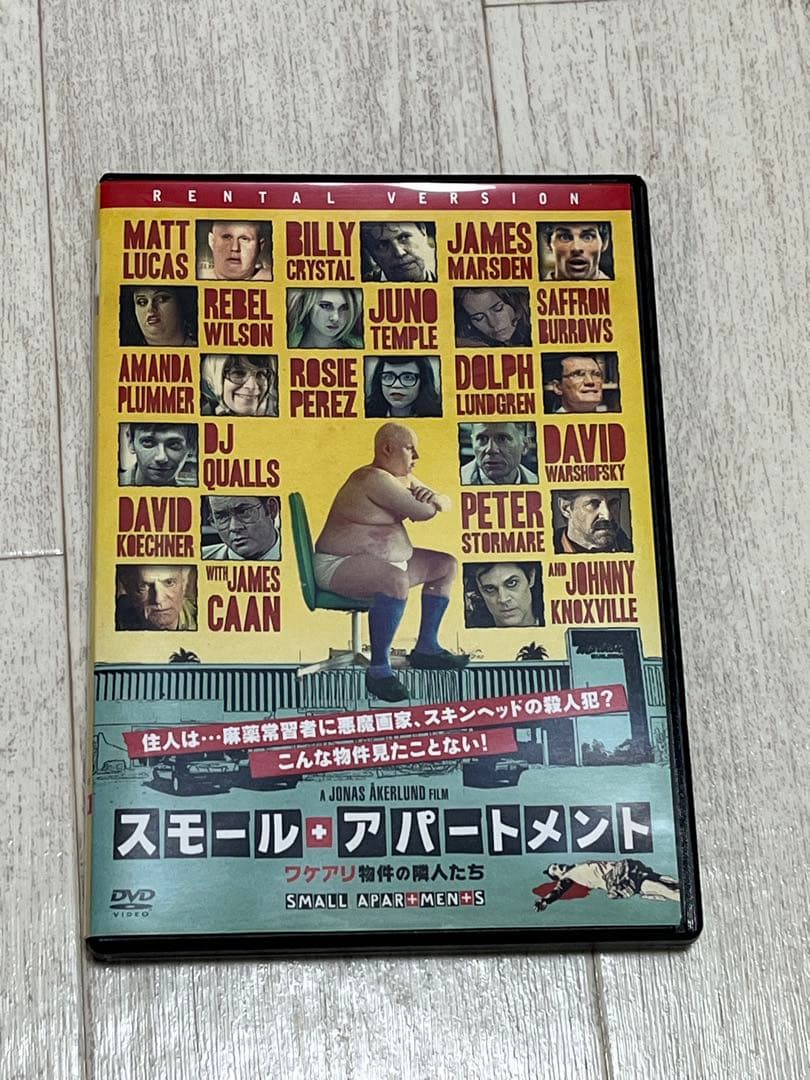 RENTAL VERSION
MATT
LUCAS
BILLY
CRYSTAL
JAMES
MARSDEN
REBEL
WILSON
JUNO
TEMPLE
SAFFRON
BURROWS
AMANDA
PLUMMER
ROSIE
PEREZ
DOLPH
LUNDGREN
DJ
QUALLS
DAVID
WARSHOFSKY
DAVID
KOECHNER
PETER
STORMARE
WITH JAMES
CAAN
AND JOHNNY
KNOXVILLE
住人は…麻薬常習者に悪魔画家、スキンヘッドの殺人犯?
こんな物件見たことない!
A JONAS ÅKERLUND FILM
スモール+アパートメント
ワケアリ物件の隣人たち
SMALL APAR+MEN+S
DVD
VIDEO